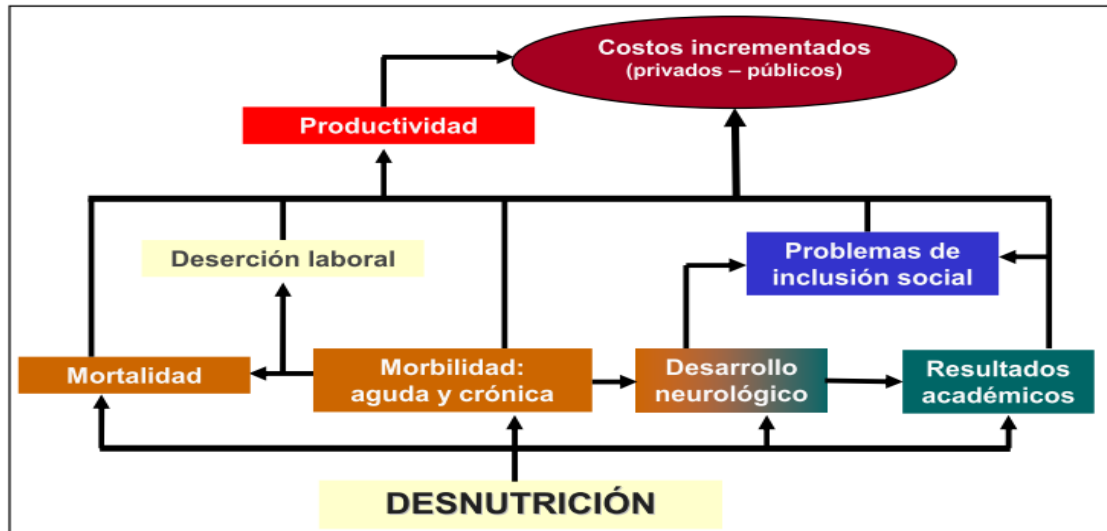 Costos incrementados
(privados – públicos)
Productividad
Deserción laboral
Problemas de
inclusión social
Mortalidad
Morbilidad:
aguda y crónica
Desarrollo
neurológico
Resultados
académicos
DESNUTRICIÓN